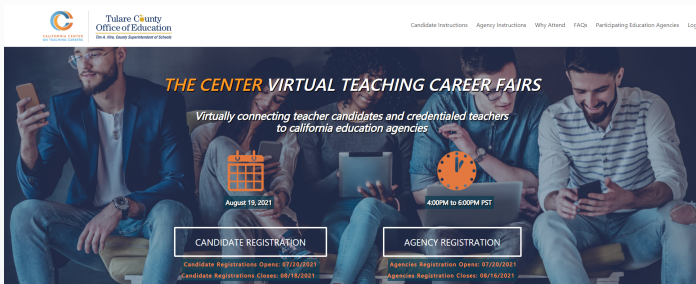 CALIFORNIA CENTER
ON TEACHING CAREERS
Tulare County
Office of Education
Tim A. Hire, County Superintendent of Schools
Candidate Instructions Agency Instructions Why Attend FAQs Participating Education Agencies Log
THE CENTER VIRTUAL TEACHING CAREER FAIRS
Virtually connecting teacher candidates and credentialed teachers
to california education agencies
August 19, 2021
4:00PM to 6:00PM PST
CANDIDATE REGISTRATION
Candidate Registrations Opens: 07/20/2021
Candidate Registrations Closes: 08/18/2021
AGENCY REGISTRATION
Agencies Registration Opens: 07/20/2021
Agencies Registration Closes: 08/16/2021